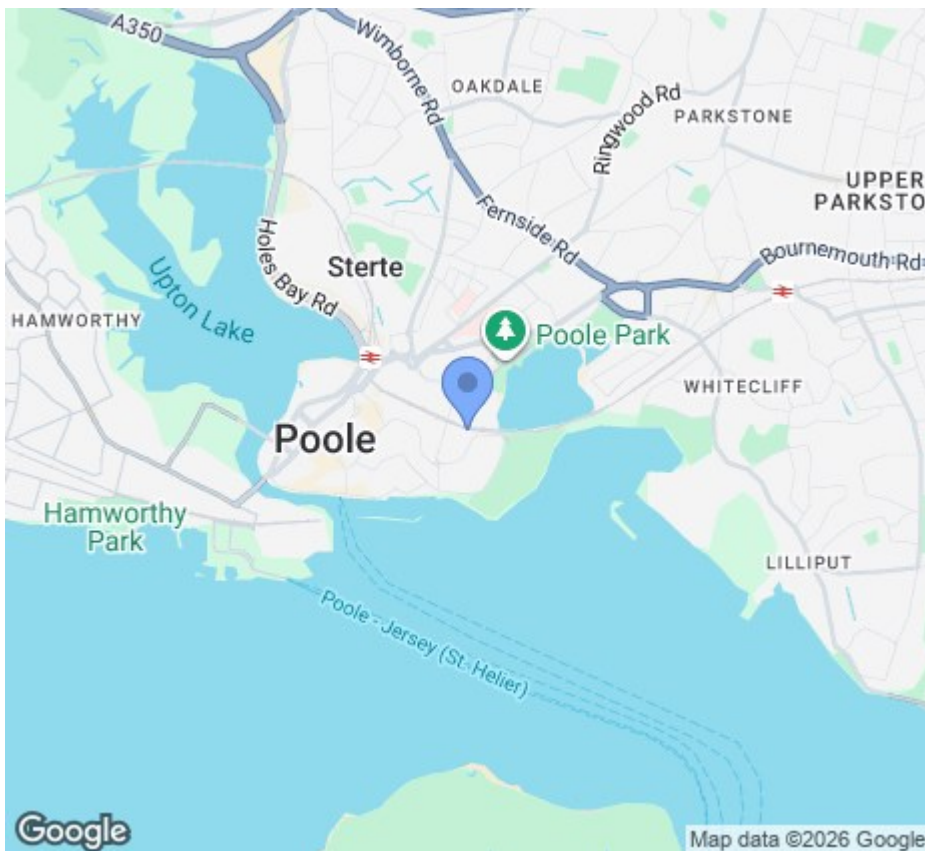 A350
Wimborne Rd
OAKDALE
Ringwood Rd
PARKSTONE
UPPER
PARKSTO
Fernside Rd
Bournemouth Rd
Holes Bay Rd
Sterte
Upton Lake
HAMWORTHY
Poole Park
WHITECLIFF
Poole
Hamworthy
Park
LILLIPUT
Poole - Jersey (St. Helier)
Google
Map data ©2026 Google